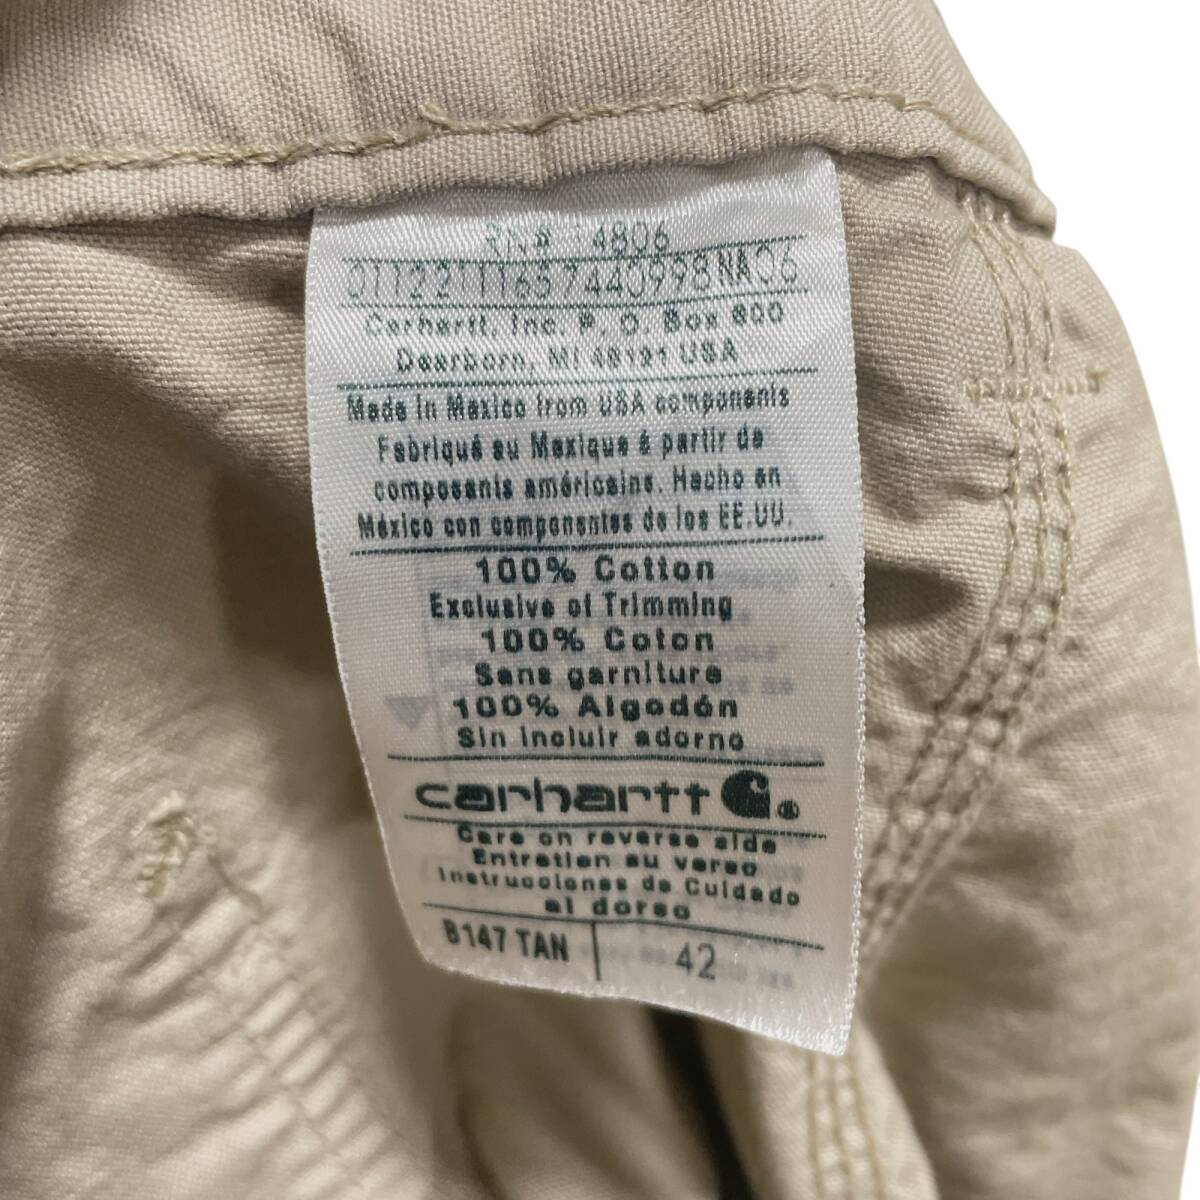 RN# 14806
01122111657440998NA06
Carhartt, Inc. P. O. Box 600
Dearborn, MI 48121 USA
Made in Mexico from USA components
Fabriqué au Mexique à partir de
composants américains. Hecho en
México con componentes de los EE.UU.
100% Cotton
Exclusive of Trimming
100% Coton
Sans garniture
100% Algodón
Sin incluir adorno
carhartt ®
Care on reverse side
Entretien au verso
Instrucciones de Cuidado
al dorso
B147 TAN 42